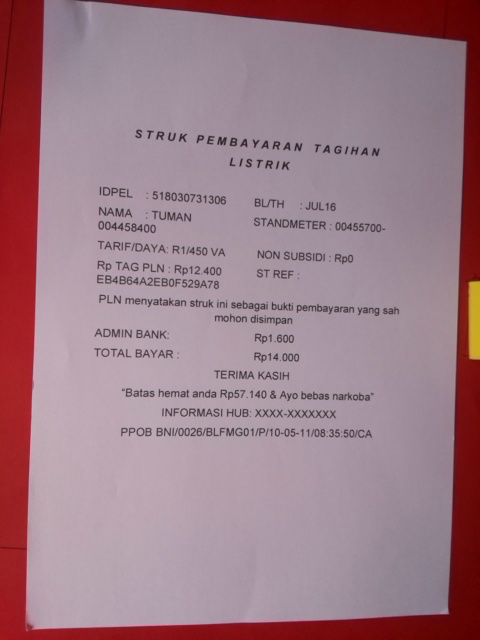 STRUK PEMBAYARAN TAGIHAN
LISTRIK
IDPEL : 518030731306 BL/TH : JUL16
NAMA : TUMAN STANDMETER : 00455700-
004458400
TARIF/DAYA: R1/450 VA NON SUBSIDI : Rp0
Rp TAG PLN : Rp12.400 ST REF :
EB4B64A2EB0F529A78
PLN menyatakan struk ini sebagai bukti pembayaran yang sah
mohon disimpan
ADMIN BANK: Rp1.600
TOTAL BAYAR : Rp14.000
TERIMA KASIH
“Batas hemat anda Rp57.140 & Ayo bebas narkoba”
INFORMASI HUB: XXXX-XXXXXXX
PPOB BNI/0026/BLFMG01/P/10-05-11/08:35:50/CA